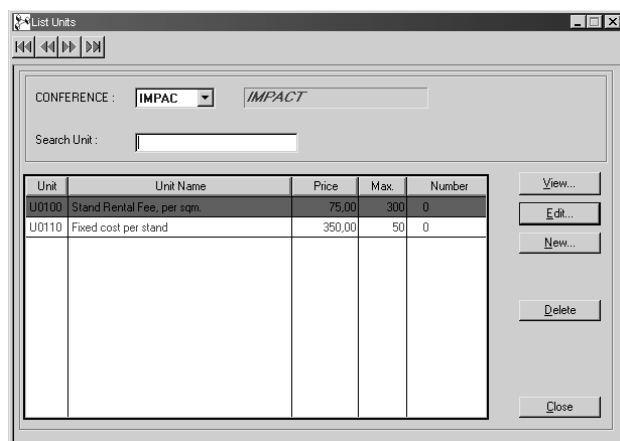 List Units
CONFERENCE : IMPAC IMPACT
Search Unit :
Unit Unit Name Price Max. Number
U0100 Stand Rental Fee, per sqm. 75,00 300 0
U0110 Fixed cost per stand 350,00 50 0
View...
Edit...
New...
Delete
Close